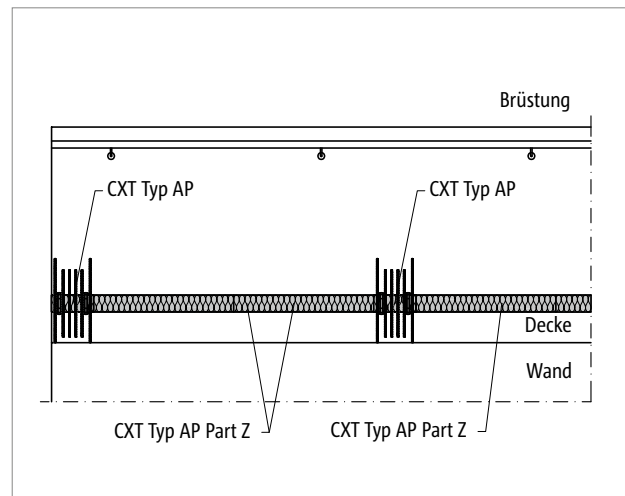 Brüstung
CXT Typ AP
CXT Typ AP
Decke
Wand
CXT Typ AP Part Z
CXT Typ AP Part Z